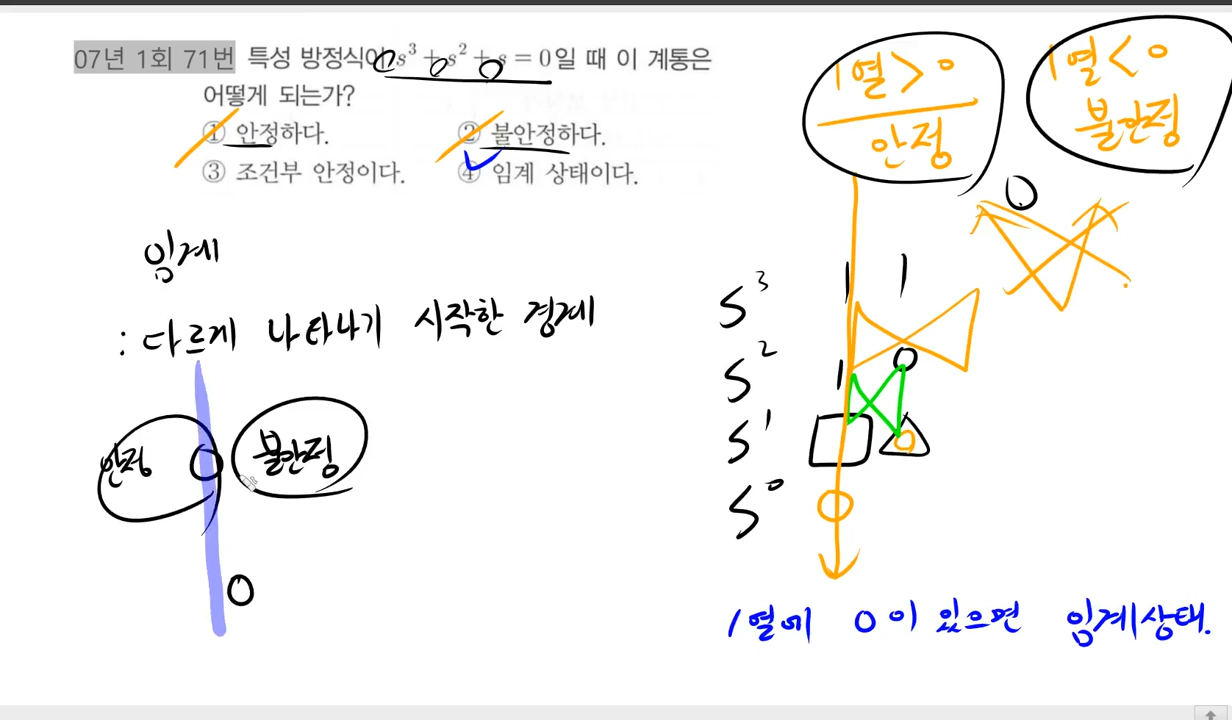 07년 1회 71번 특성 방정식이 s³ + s² + s = 0일 때 이 계통은
어떻게 되는가?
① 안정하다. ② 불안정하다.
③ 조건부 안정이다. ④ 임계 상태이다.
1열 > 0
안정
1열 < 0
불안정
0
임계
: 다르게 나타나기 시작한 경계
안정 0 불안정
0
S³ 1 1
S² 1 0
S¹ 0
S⁰ 0
1열에 0이 있으면 임계상태.